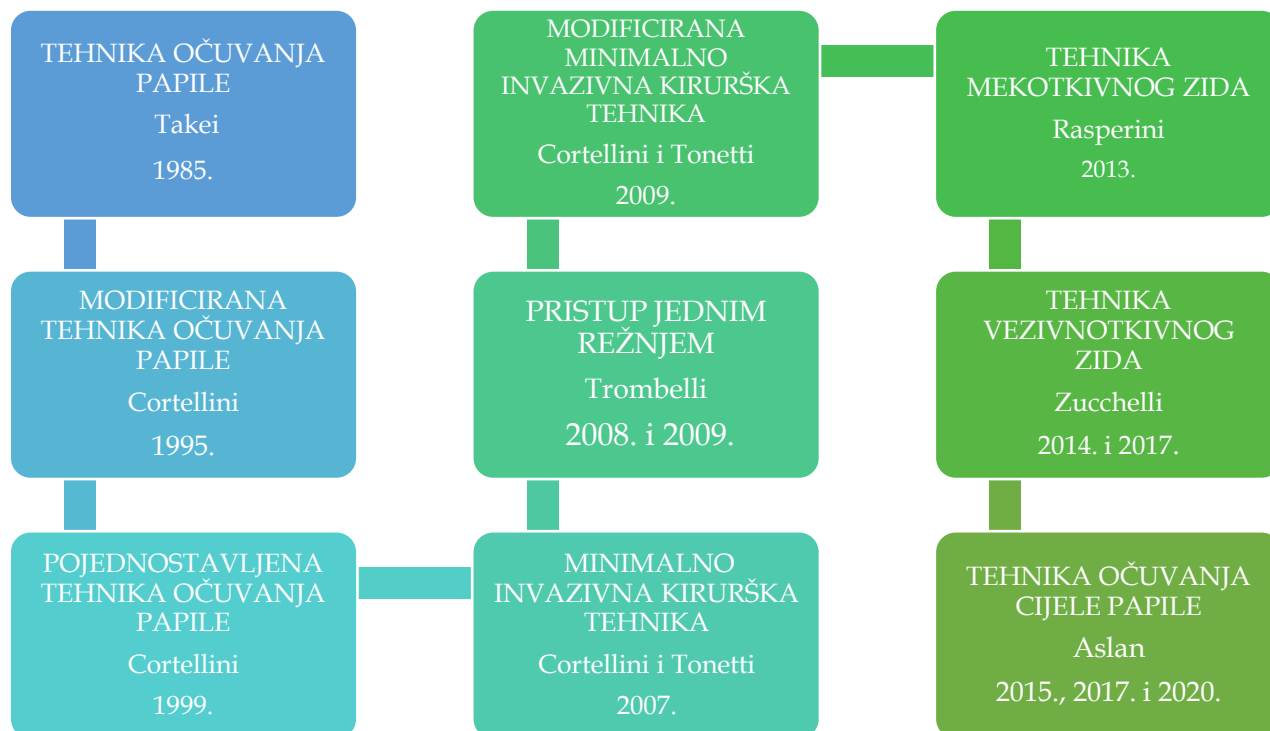 TEHNIKA OČUVANJA
PAPILE
Takei
1985.
MODIFICIRANA
TEHNIKA OČUVANJA
PAPILE
Cortellini
1995.
POJEDNOSTAVLJENA
TEHNIKA OČUVANJA
PAPILE
Cortellini
1999.
MINIMALNO
INVAZIVNA KIRURŠKA
TEHNIKA
Cortellini i Tonetti
2007.
PRISTUP JEDNIM
REŽNJEM
Trombelli
2008. i 2009.
MODIFICIRANA
MINIMALNO
INVAZIVNA KIRURŠKA
TEHNIKA
Cortellini i Tonetti
2009.
TEHNIKA
MEKOTKIVNOG ZIDA
Rasperini
2013.
TEHNIKA
VEZIVNOTKIVNOG
ZIDA
Zucchelli
2014. i 2017.
TEHNIKA OČUVANJA
CIJELE PAPILE
Aslan
2015., 2017. i 2020.